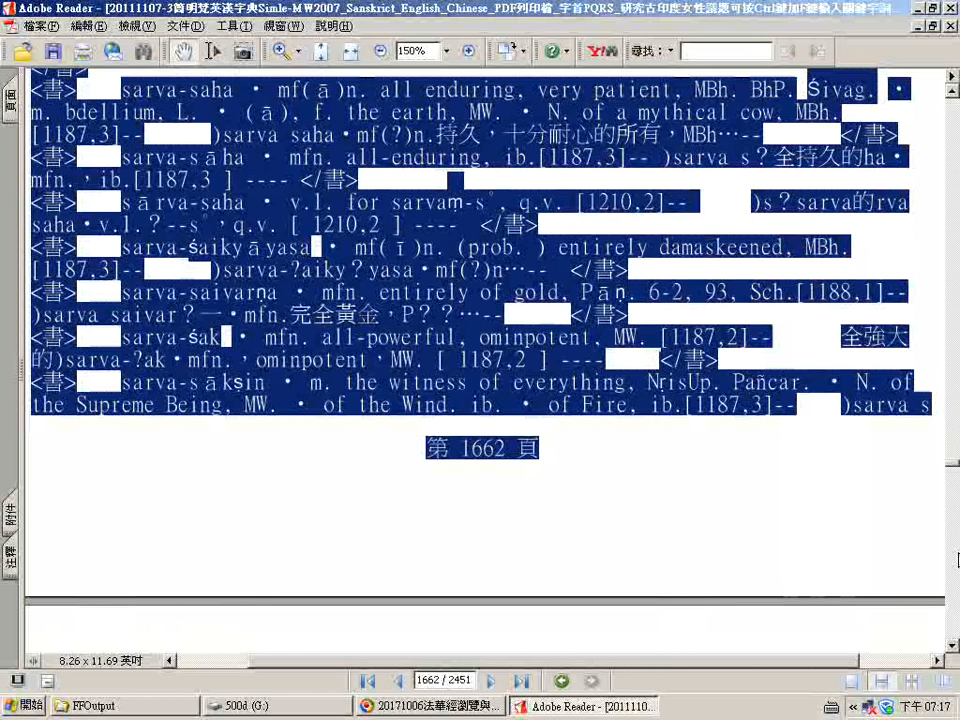 Adobe Reader - [20111107-3簡明梵英漢字典Simle-MW2007_Sanskrict_English_Chinese_PDF列印檔_字首PQRS_研究古印度女性議題可按Ctrl鍵加F鍵輸入關鍵字詞...
檔案(F) 編輯(E) 檢視(V) 文件(D) 工具(T) 視窗(W) 說明(H)
150% 尋找：
頁面
</書>
<書> sarva-saha · mf(ā)n. all enduring, very patient, MBh. BhP. Śivag. ·
m. bdellium, L. · (ā), f. the earth, MW. · N. of a mythical cow, MBh.
[1187,3]-- )sarva saha·mf(?)n.持久，十分耐心的所有，MBh…-- </書>
<書> sarva-sāha · mfn. all-enduring, ib.[1187,3]-- )sarva s？全持久的ha·
mfn.，ib.[1187,3 ] ---- </書>
<書> sārva-saha · v.l. for sarvaṃ-s˚, q.v. [1210,2]-- )s？sarva的rva
saha·v.l.？--s˚，q.v. [ 1210,2 ] ---- </書>
<書> sarva-śaikyāyasa · mf(ī)n. (prob. ) entirely damaskeened, MBh.
[1187,3]-- )sarva-?aiky？yasa·mf(?)n…-- </書>
<書> sarva-saivarṇa · mfn. entirely of gold, Pāṇ. 6-2, 93, Sch.[1188,1]--
)sarva saivar？一·mfn.完全黃金，P？？…-- </書>
<書> sarva-śak · mfn. all-powerful, ominpotent, MW. [1187,2]-- 全強大
的)sarva-?ak·mfn.，ominpotent，MW. [ 1187,2 ] ---- </書>
<書> sarva-sākṣin · m. the witness of everything, NṛisUp. Pañcar. · N. of
the Supreme Being, MW. · of the Wind. ib. · of Fire, ib.[1187,3]-- )sarva s
第 1662 頁
附件
注釋
8.26 x 11.69 英吋
1662 / 2451
開始 FFOutput 500d (G:) 20171006法華經瀏覽與... Adobe Reader - [2011110... 下午 07:17